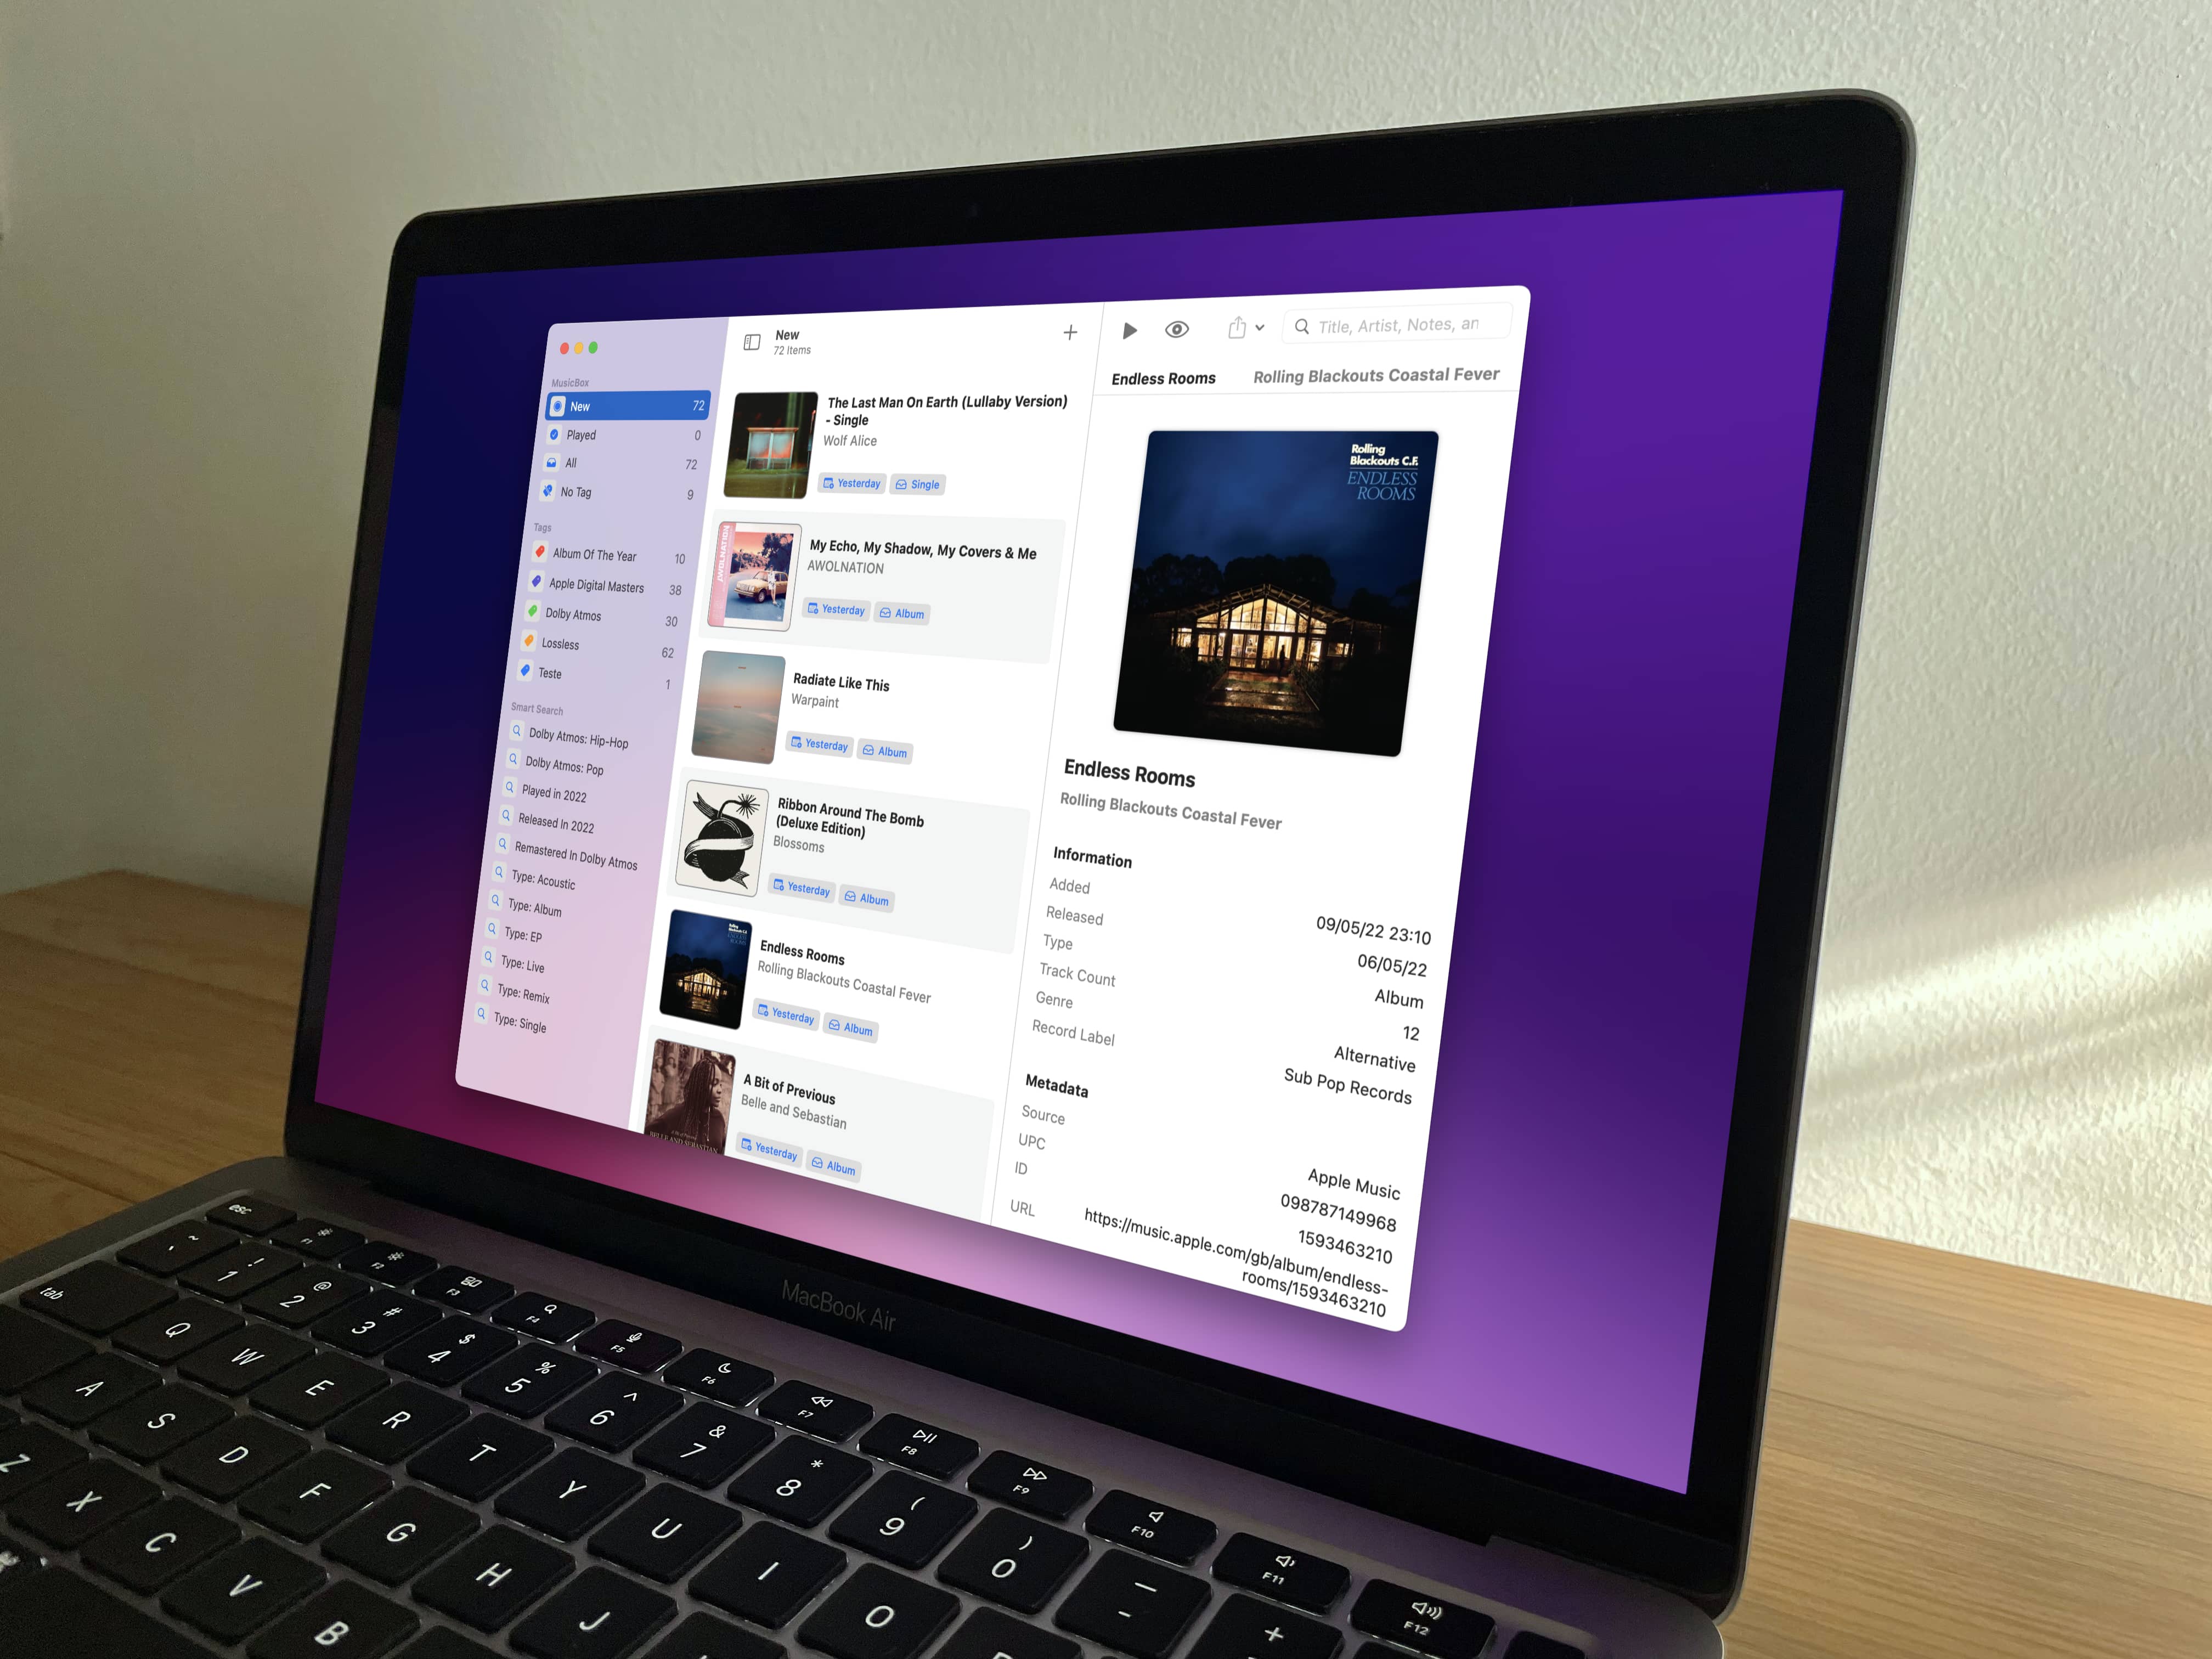 MusicBox
New 72
Played 0
All 72
No Tag 9
Tags
Album Of The Year 10
Apple Digital Masters 38
Dolby Atmos 30
Lossless 62
Teste 1
Smart Search
Dolby Atmos: Hip-Hop
Dolby Atmos: Pop
Played in 2022
Released In 2022
Remastered In Dolby Atmos
Type: Acoustic
Type: Album
Type: EP
Type: Live
Type: Remix
Type: Single
New
72 Items
The Last Man On Earth (Lullaby Version)
- Single
Wolf Alice
Yesterday Single
AWOLNATION
My Echo, My Shadow, My Covers & Me
AWOLNATION
Yesterday Album
Radiate Like This
Warpaint
Yesterday Album
Ribbon Around The Bomb
(Deluxe Edition)
Blossoms
Yesterday Album
Endless Rooms
Rolling Blackouts Coastal Fever
Yesterday Album
A Bit of Previous
Belle and Sebastian
BELLE AND SEBASTIAN
Yesterday Album
Title, Artist, Notes, an
Endless Rooms Rolling Blackouts Coastal Fever
Rolling
Blackouts C.F.
ENDLESS
ROOMS
Endless Rooms
Rolling Blackouts Coastal Fever
Information
Added 09/05/22 23:10
Released 06/05/22
Type Album
Track Count 12
Genre Alternative
Record Label Sub Pop Records
Metadata
Source Apple Music
UPC 098787149968
ID 1593463210
URL https://music.apple.com/gb/album/endless-
rooms/1593463210
MacBook Air
esc F1 F2 F3 F4 F5 F6 F7 F8 F9 F10 F11 F12
~ ! 1 @ 2 # 3 $ 4 % 5 ^ 6 & 7 * 8 ( 9 ) 0 — - +
tab Q W E R T Y U I O
A S D F G H J
Z X C V B